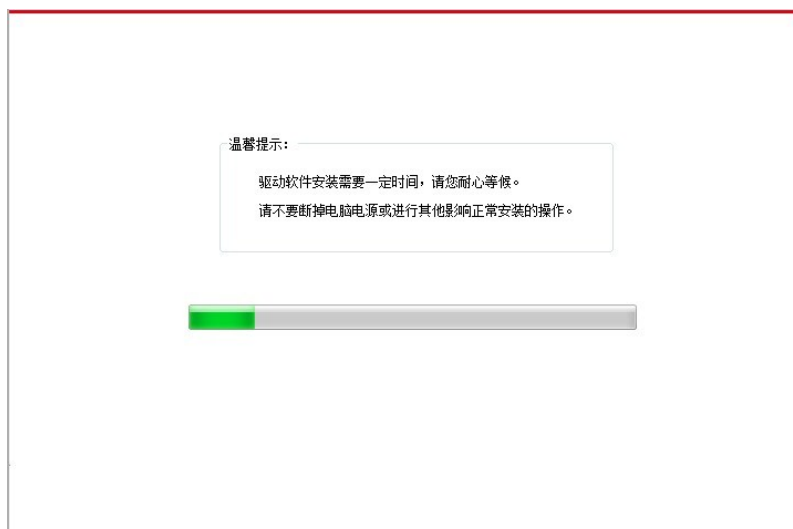 温馨提示：
驱动软件安装需要一定时间，请您耐心等候。
请不要断掉电脑电源或进行其他影响正常安装的操作。